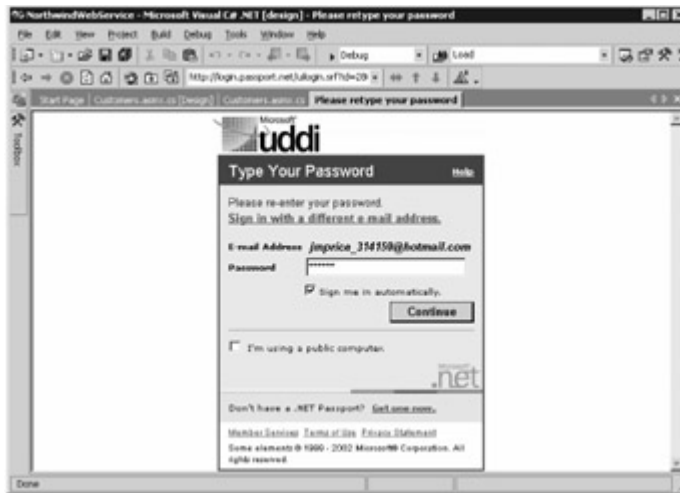 NorthwindWebService - Microsoft Visual C# .NET [design] - Please retype your password
File Edit View Project Build Debug Tools Window Help
Debug Load
http://login.passport.net/uilogin.srf?id=28
Start Page Customers.asmx.cs [Design] Customers.asmx.cs Please retype your password
Toolbox
Microsoft
uddi
Type Your Password Help
Please re-enter your password.
Sign in with a different e-mail address.
E-mail Address jmprice_314159@hotmail.com
Password ******
Sign me in automatically.
Continue
I'm using a public computer.
Microsoft
.net
Don't have a .NET Passport? Get one now.
Member Services Terms of Use Privacy Statement
Some elements © 1999 - 2002 Microsoft® Corporation. All
rights reserved.
Done